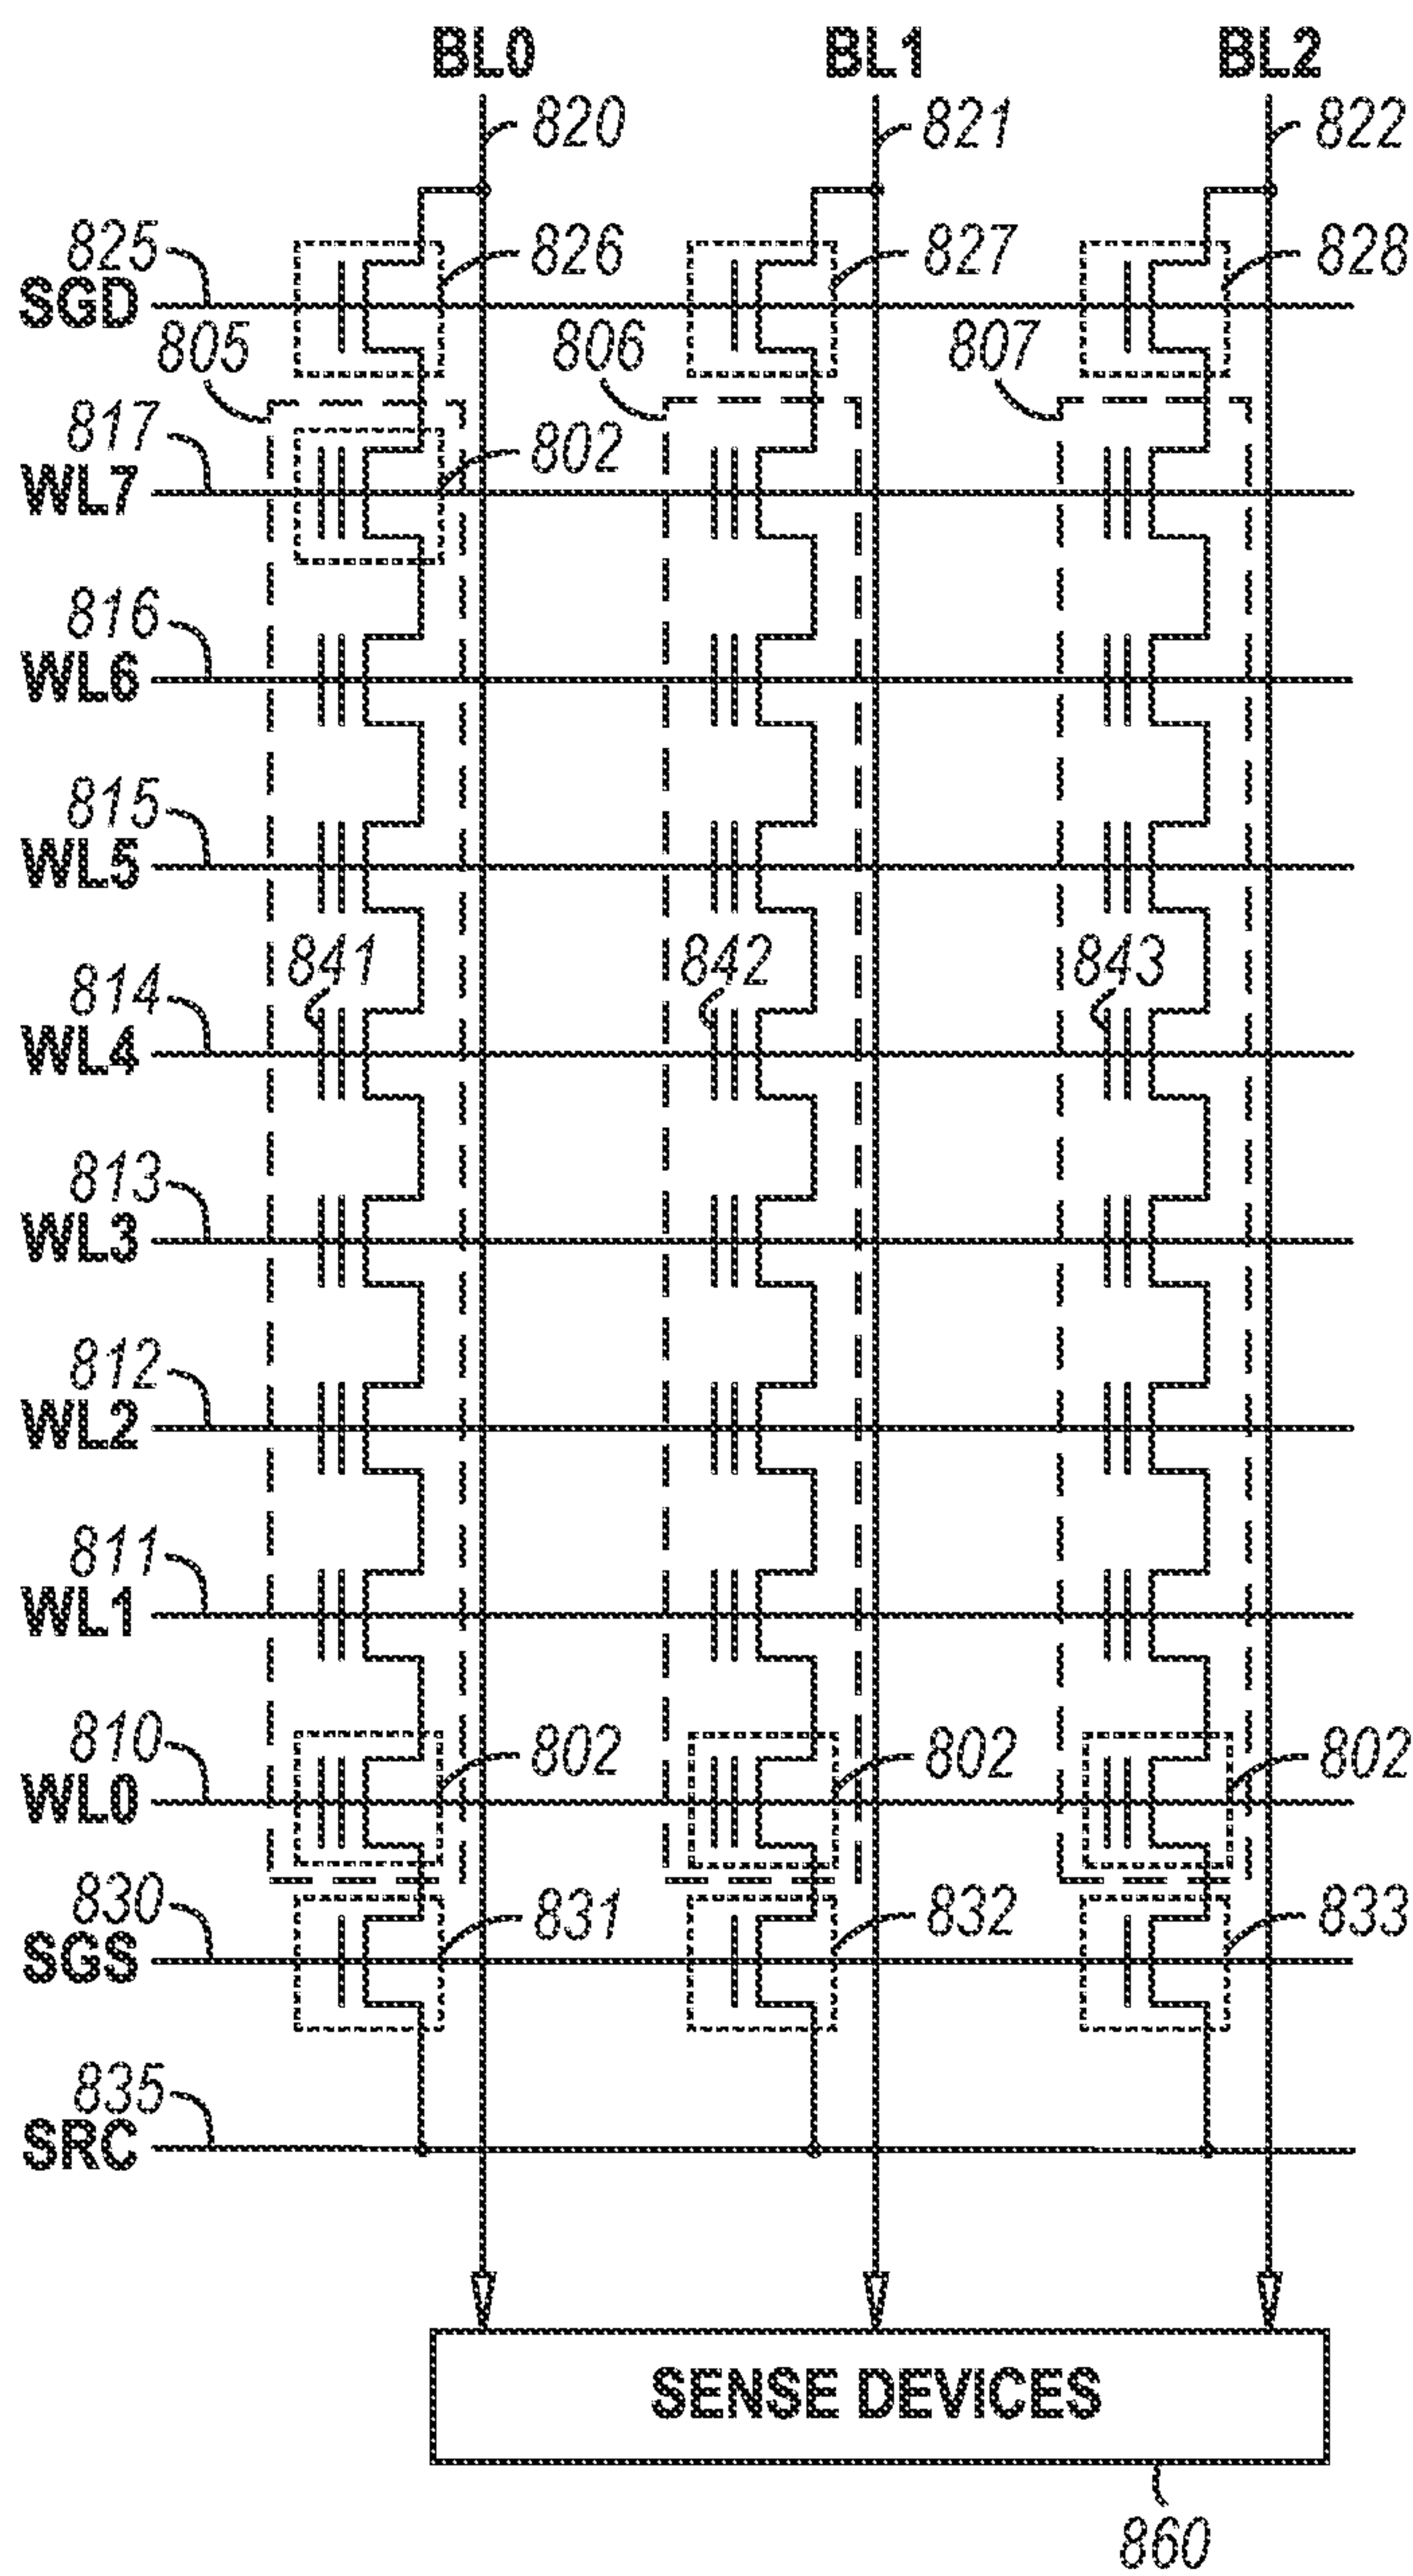 BL0 BL1 BL2
820 821 822
825 826 827 828
SGD
805 806 807
817 802
WL7
816
WL6
815
WL5
841 842 843
814
WL4
813
WL3
812
WL2
811
WL1
810 802 802 802
WL0
830 831 832 833
SGS
835
SRC
SENSE DEVICES
860